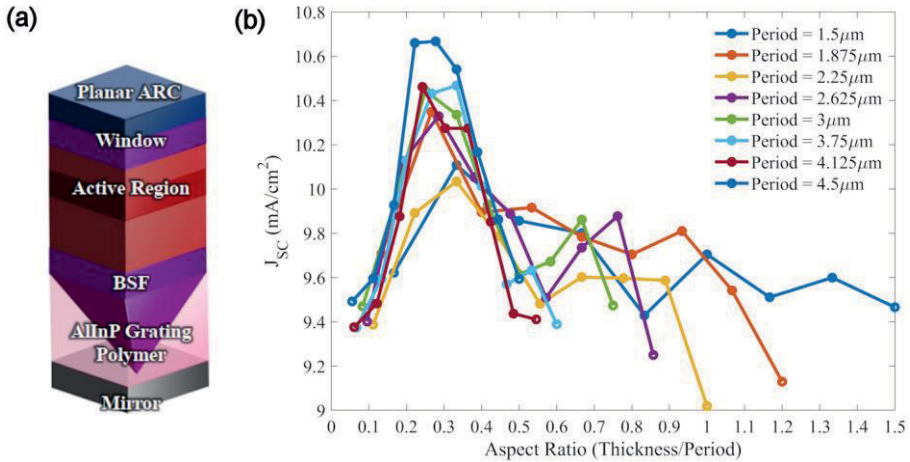 (a)
Planar ARC
Window
Active Region
BSF
AlInP Grating
Polymer
Mirror
(b)
10.8
10.6
10.4
10.2
10
9.8
9.6
9.4
9.2
9
J_SC (mA/cm²)
0 0.1 0.2 0.3 0.4 0.5 0.6 0.7 0.8 0.9 1 1.1 1.2 1.3 1.4 1.5
Aspect Ratio (Thickness/Period)
Period = 1.5μm
Period = 1.875μm
Period = 2.25μm
Period = 2.625μm
Period = 3μm
Period = 3.75μm
Period = 4.125μm
Period = 4.5μm